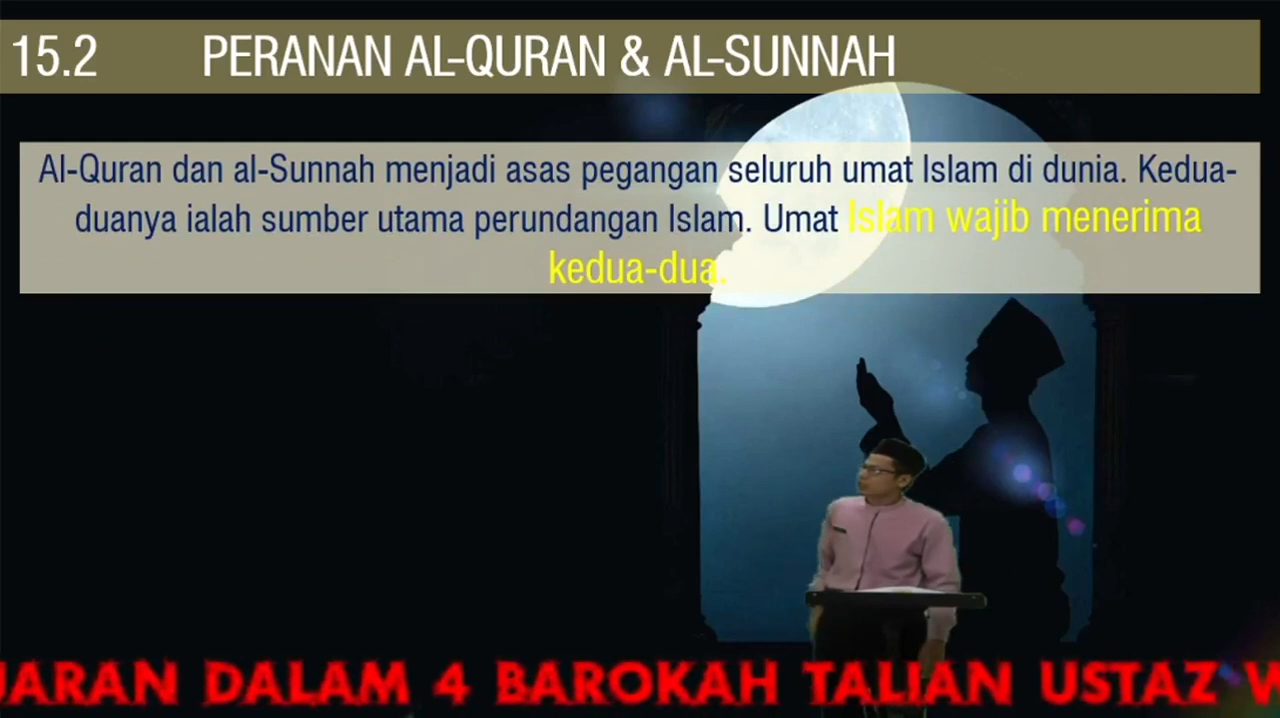 15.2 PERANAN AL-QURAN & AL-SUNNAH
Al-Quran dan al-Sunnah menjadi asas pegangan seluruh umat Islam di dunia. Kedua-
duanya ialah sumber utama perundangan Islam. Umat Islam wajib menerima
kedua-dua.
DALAM 4 BAROKAH TALIAN USTAZ